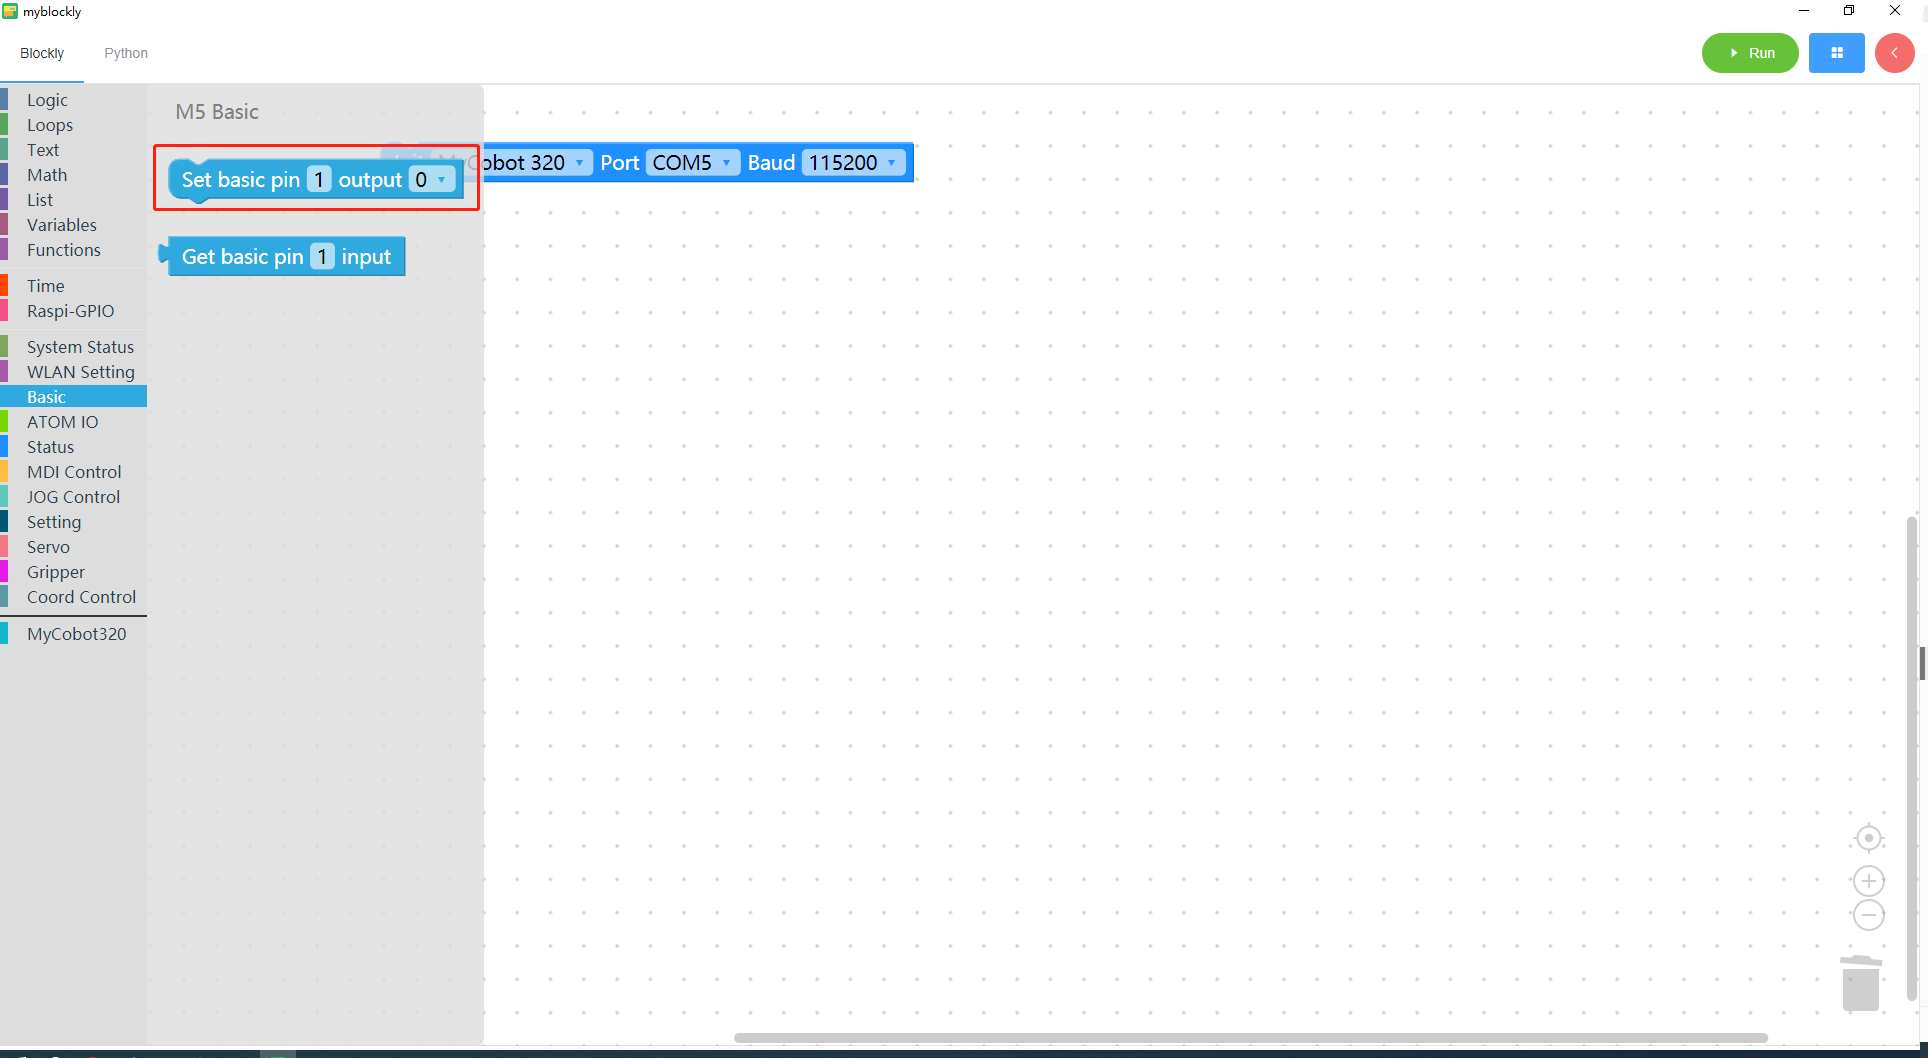 myblockly
Blockly Python
Run
Logic
Loops
Text
Math
List
Variables
Functions
Time
Raspi-GPIO
System Status
WLAN Setting
Basic
ATOM IO
Status
MDI Control
JOG Control
Setting
Servo
Gripper
Coord Control
MyCobot320
M5 Basic
Init MyCobot 320 Port COM5 Baud 115200
Set basic pin 1 output 0
Get basic pin 1 input